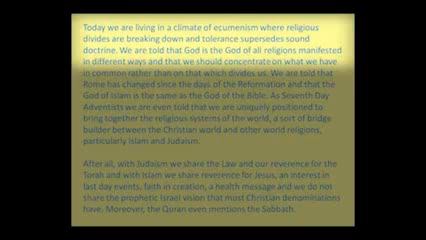 Today we are living in a climate of ecumenism where religious
divides are breaking down and tolerance supersedes sound
doctrine. We are told that God is the God of all religions manifested
in different ways and that we should concentrate on what we have
in common rather than on that which divides us. We are told that
Rome has changed since the days of the Reformation and that the
God of Islam is the same as the God of the Bible. As Seventh Day
Adventists we are even told that we are uniquely positioned to
bring together the religious systems of the world, a sort of bridge
builder between the Christian world and other world religions,
particularly Islam and Judaism.
After all, with Judaism we share the Law and our reverence for the
Torah and with Islam we share reverence for Jesus, an interest in
last day events, faith in creation, a health message and we do not
share the prophetic Israel vision that most Christian denominations
have. Moreover, the Quran even mentions the Sabbath.